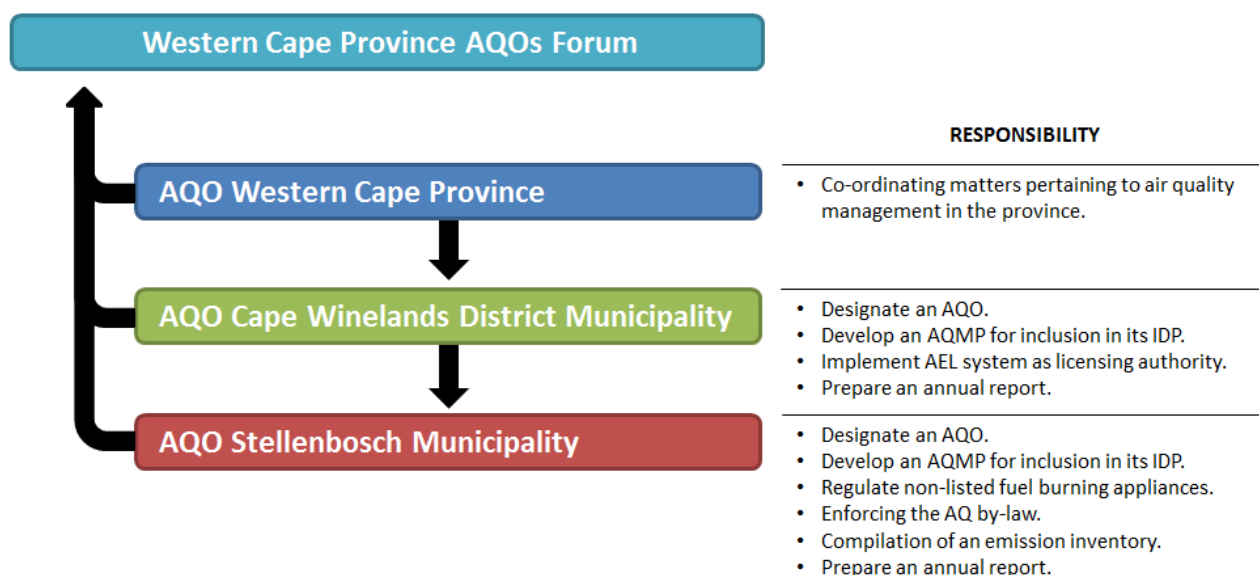 Western Cape Province AQOs Forum
RESPONSIBILITY
AQO Western Cape Province
• Co-ordinating matters pertaining to air quality
management in the province.
AQO Cape Winelands District Municipality
• Designate an AQO.
• Develop an AQMP for inclusion in its IDP.
• Implement AEL system as licensing authority.
• Prepare an annual report.
AQO Stellenbosch Municipality
• Designate an AQO.
• Develop an AQMP for inclusion in its IDP.
• Regulate non-listed fuel burning appliances.
• Enforcing the AQ by-law.
• Compilation of an emission inventory.
• Prepare an annual report.